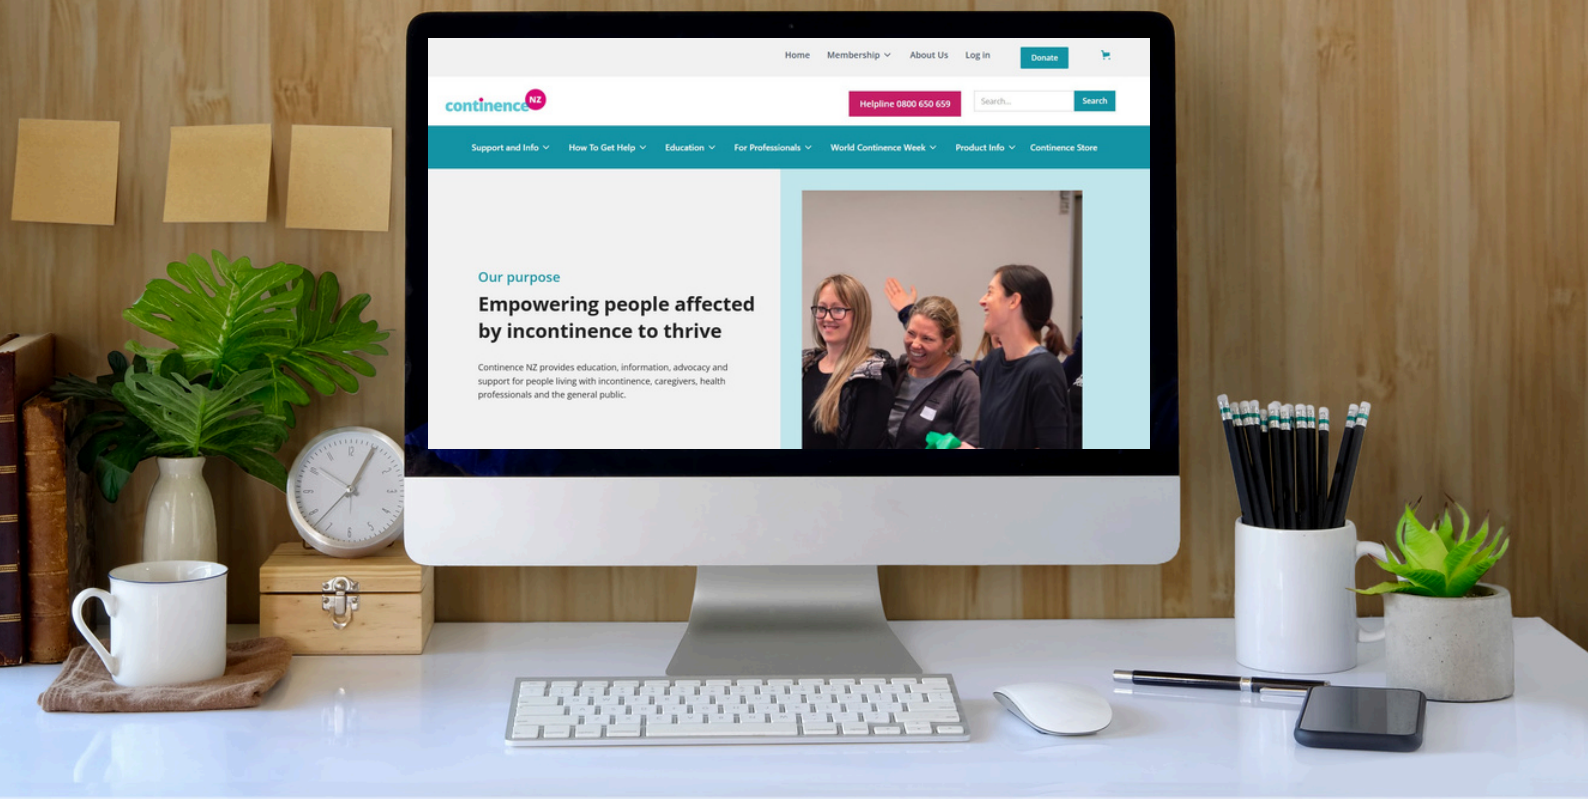 Home Membership About Us Log in Donate
continence NZ
Helpline 0800 650 659 Search... Search
Support and Info How To Get Help Education For Professionals World Continence Week Product Info Continence Store
Our purpose
Empowering people affected
by incontinence to thrive
Continence NZ provides education, information, advocacy and
support for people living with incontinence, caregivers, health
professionals and the general public.